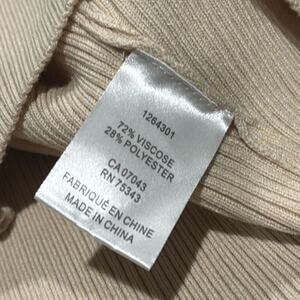 1264301
72% VISCOSE
28% POLYESTER
CA 07043
RN 75343
FABRIQUÉ EN CHINE
MADE IN CHINA